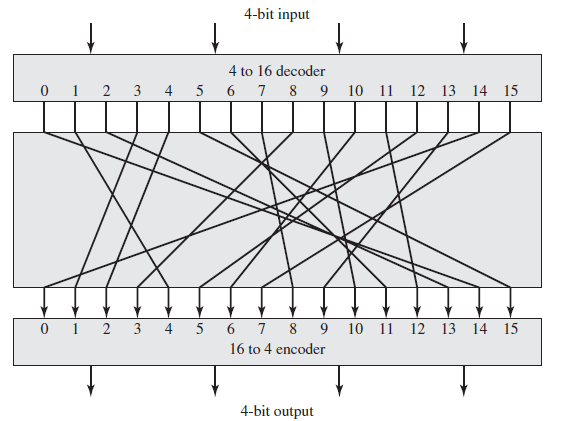 4-bit input
4 to 16 decoder
0 1 2 3 4 5 6 7 8 9 10 11 12 13 14 15
0 1 2 3 4 5 6 7 8 9 10 11 12 13 14 15
16 to 4 encoder
4-bit output